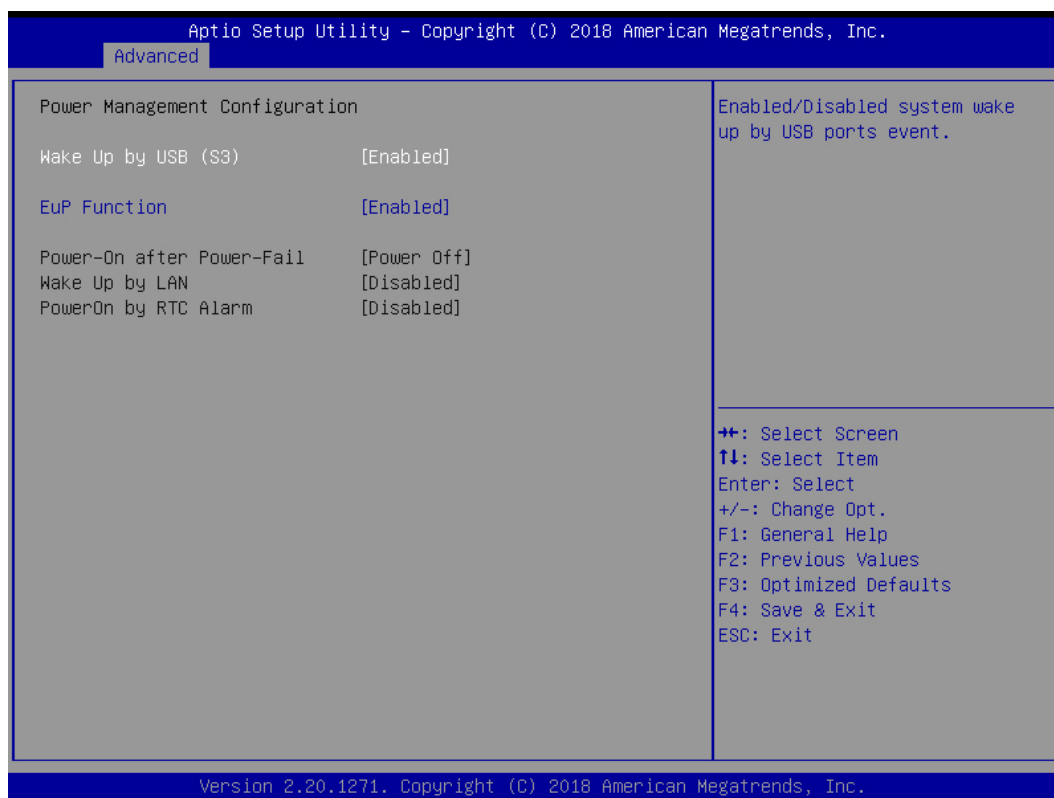 Aptio Setup Utility – Copyright (C) 2018 American Megatrends, Inc.
Advanced
Power Management Configuration
Wake Up by USB (S3) [Enabled]
EuP Function [Enabled]
Power-On after Power-Fail [Power Off]
Wake Up by LAN [Disabled]
PowerOn by RTC Alarm [Disabled]
Enabled/Disabled system wake
up by USB ports event.
→←: Select Screen
↑↓: Select Item
Enter: Select
+/-: Change Opt.
F1: General Help
F2: Previous Values
F3: Optimized Defaults
F4: Save & Exit
ESC: Exit
Version 2.20.1271. Copyright (C) 2018 American Megatrends, Inc.